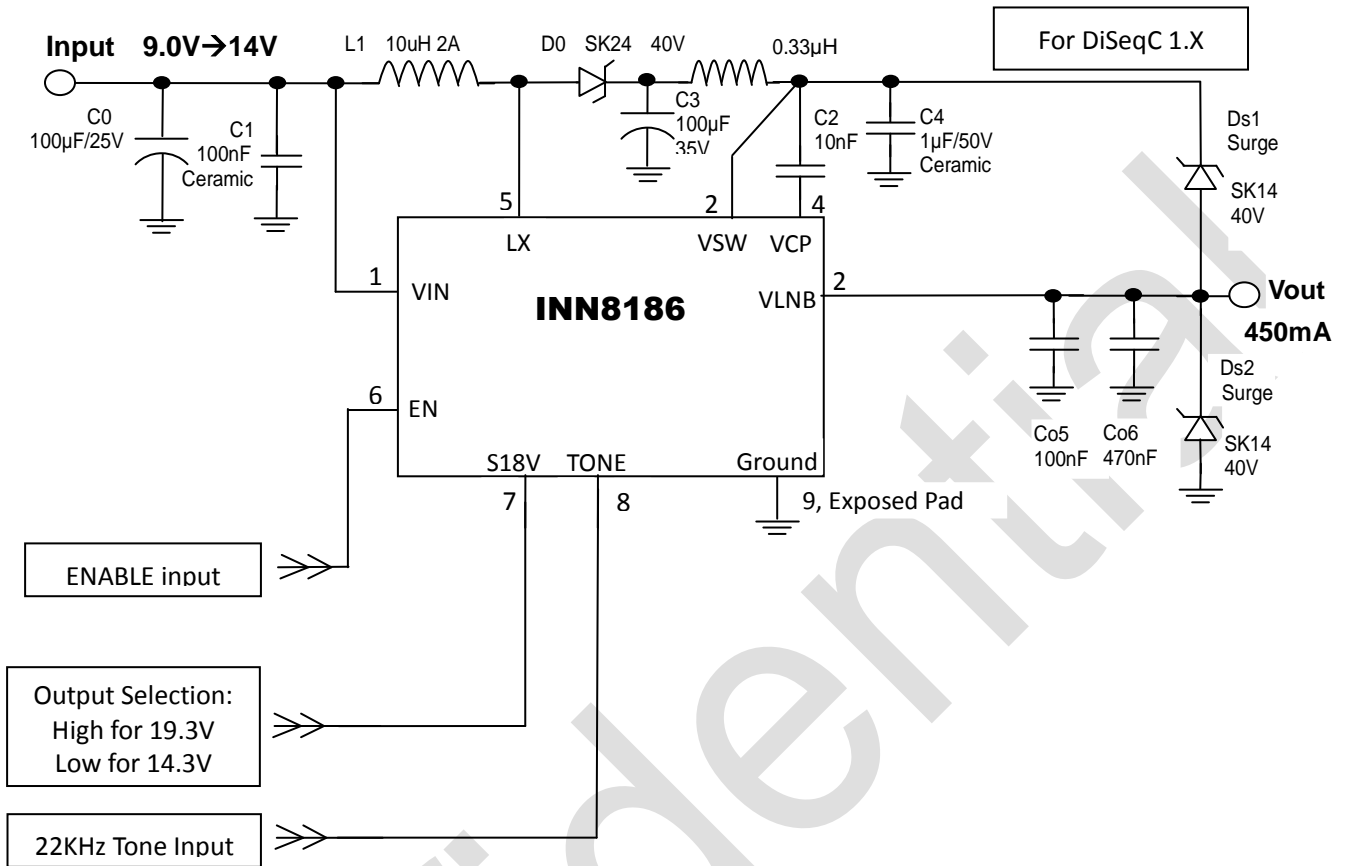 Input 9.0V→14V
L1 10uH 2A
D0 SK24 40V
0.33µH
For DiSeqC 1.X
C0
100µF/25V
C1
100nF
Ceramic
C3
100µF
35V
C2
10nF
C4
1µF/50V
Ceramic
Ds1
Surge
SK14
40V
5
2
4
LX
VSW
VCP
1
VIN
INN8186
VLNB
2
Vout
450mA
6
EN
Ds2
Surge
SK14
40V
Co5
100nF
Co6
470nF
S18V
TONE
Ground
7
8
9, Exposed Pad
ENABLE input
Output Selection:
High for 19.3V
Low for 14.3V
22KHz Tone Input